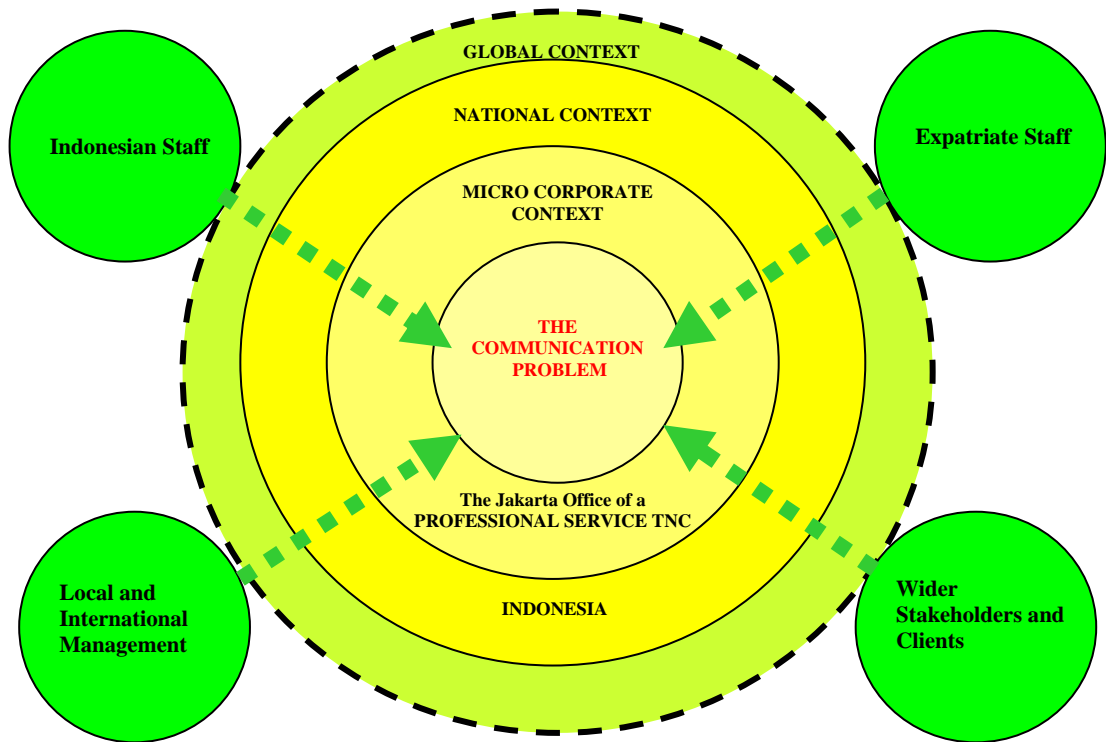 GLOBAL CONTEXT
NATIONAL CONTEXT
Indonesian Staff
Expatriate Staff
MICRO CORPORATE
CONTEXT
THE
COMMUNICATION
PROBLEM
The Jakarta Office of a
PROFESSIONAL SERVICE TNC
Local and
International
Management
INDONESIA
Wider
Stakeholders and
Clients